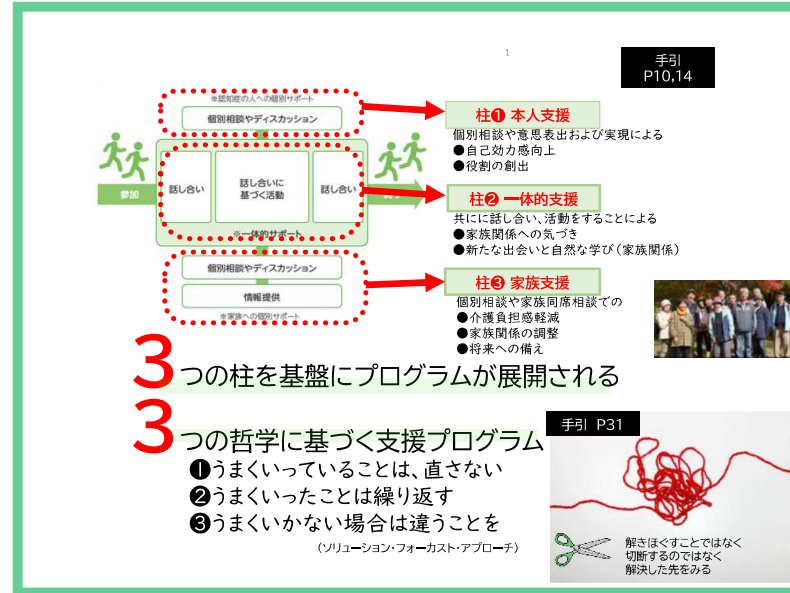 1
手引
P10,14
※認知症の人への個別サポート
個別相談やディスカッション
参加
話し合い
話し合いに
基づく活動
話し合い
※一体的サポート
個別相談やディスカッション
情報提供
※家族への個別サポート
柱❶ 本人支援
個別相談や意思表出および実現による
●自己効力感向上
●役割の創出
柱❷ 一体的支援
共にに話し合い、活動をすることによる
●家族関係への気づき
●新たな出会いと自然な学び(家族関係)
柱❸ 家族支援
個別相談や家族同席相談での
●介護負担感軽減
●家族関係の調整
●将来への備え
3つの柱を基盤にプログラムが展開される
3つの哲学に基づく支援プログラム
❶うまくいっていることは、直さない
❷うまくいったことは繰り返す
❸うまくいかない場合は違うことを
(ソリューション・フォーカスト・アプローチ)
手引 P31
解きほぐすことではなく
切断するのではなく
解決した先をみる